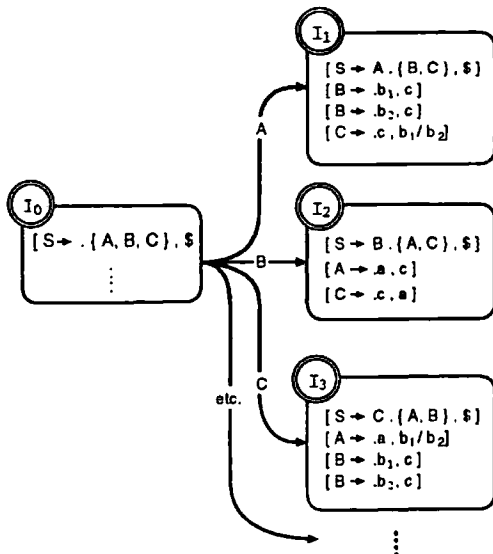 I₁
[ S → A . { B, C } , $ ]
[ B → .b₁, c ]
[ B → .b₂, c ]
[ C → .c , b₁ / b₂ ]
A
I₀
[ S → . { A, B, C } , $
⋮
I₂
[ S → B . { A, C } , $ ]
[ A → .a , c ]
[ C → .c , a ]
B
C
etc.
I₃
[ S → C . { A, B } , $ ]
[ A → .a , b₁ / b₂ ]
[ B → .b₁, c ]
[ B → .b₂, c ]
⋮